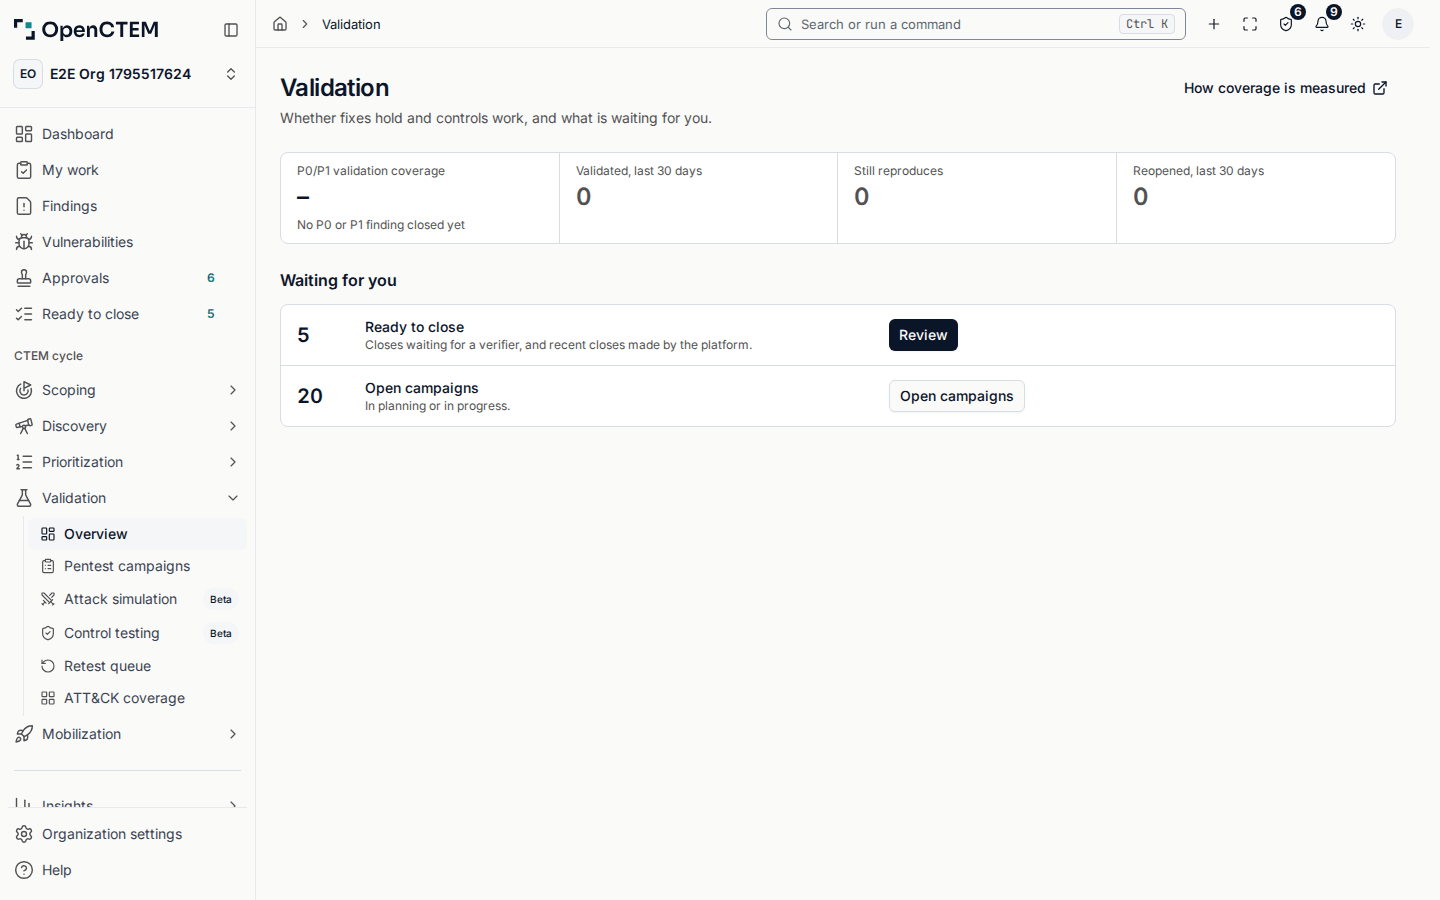 OpenCTEM
Validation
Search or run a command
Ctrl K
6
9
E
EO
E2E Org 1795517624
Dashboard
My work
Findings
Vulnerabilities
Approvals
6
Ready to close
5
CTEM cycle
Scoping
Discovery
Prioritization
Validation
Overview
Pentest campaigns
Attack simulation
Beta
Control testing
Beta
Retest queue
ATT&CK coverage
Mobilization
Insights
Organization settings
Help
Validation
How coverage is measured
Whether fixes hold and controls work, and what is waiting for you.
P0/P1 validation coverage
–
No P0 or P1 finding closed yet
Validated, last 30 days
0
Still reproduces
0
Reopened, last 30 days
0
Waiting for you
5
Ready to close
Closes waiting for a verifier, and recent closes made by the platform.
Review
20
Open campaigns
In planning or in progress.
Open campaigns